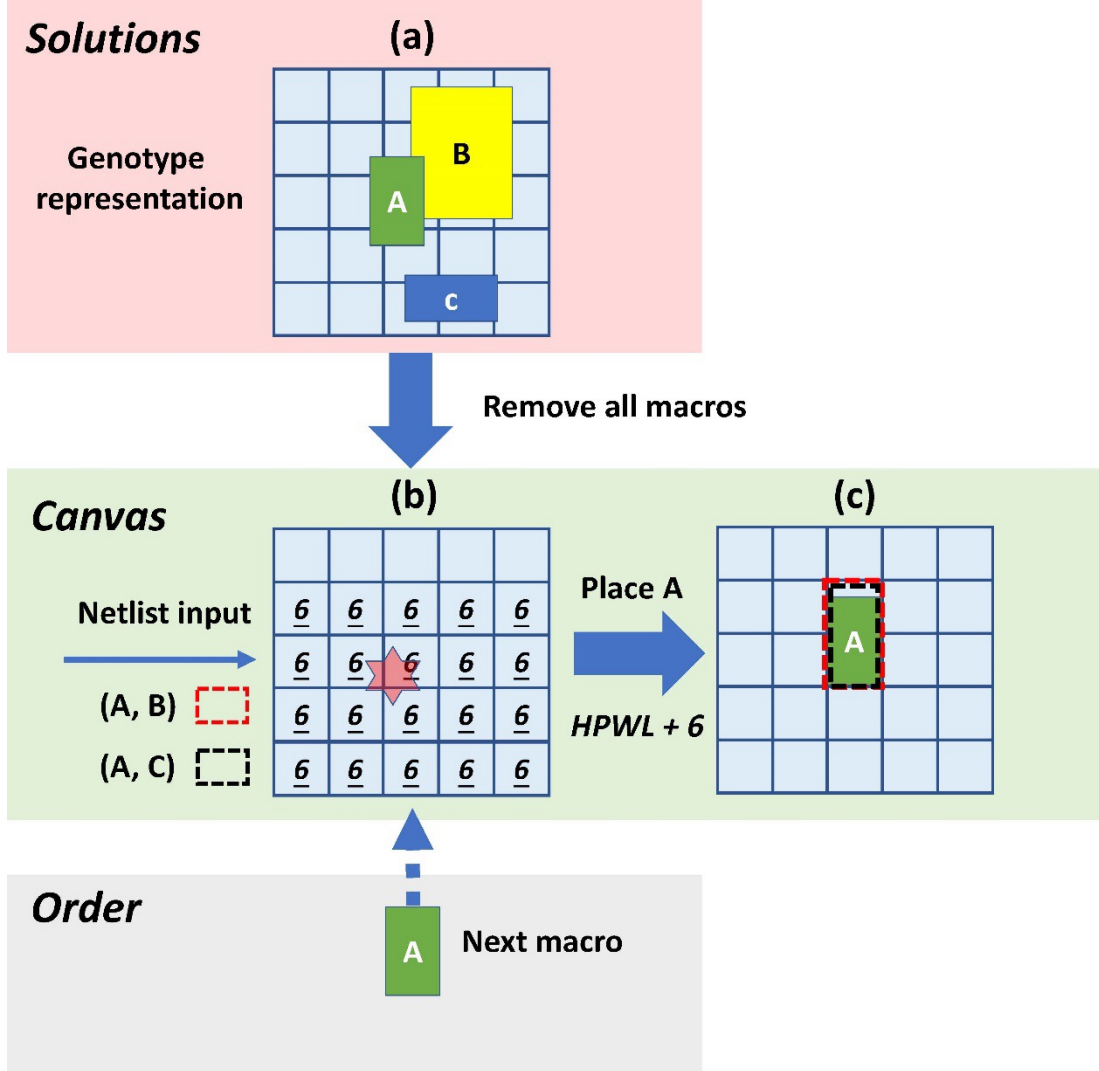 Solutions
(a)
Genotype
representation
B
A
c
Remove all macros
Canvas
(b)
(c)
Netlist input
(A, B)
(A, C)
6 6 6 6 6
6 6 6 6 6
6 6 6 6 6
6 6 6 6 6
Place A
HPWL + 6
A
Order
A
Next macro